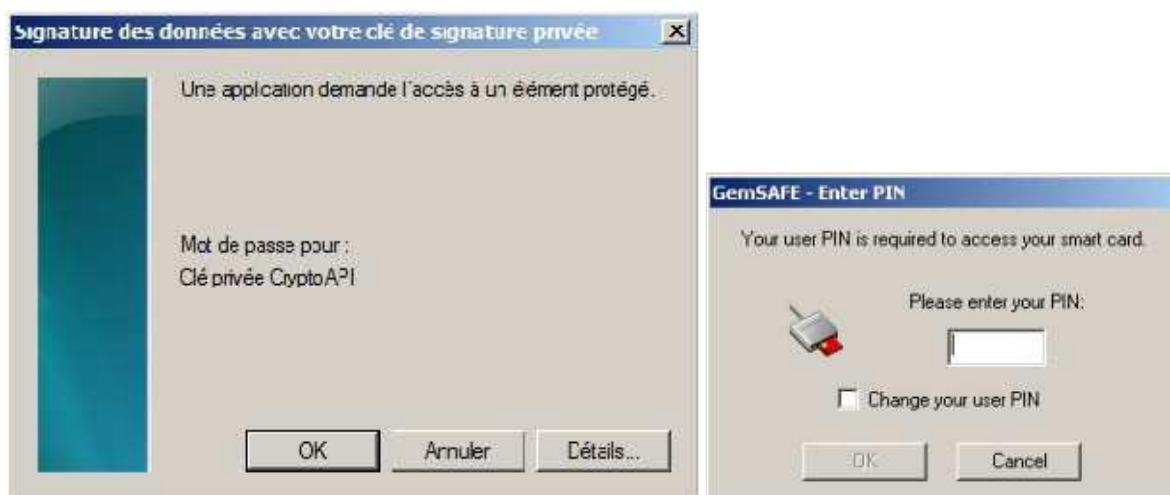 Signature des données avec votre clé de signature privée
Une application demande l'accès à un élément protégé.
Mot de passe pour :
Clé privée CryptoAPI
OK
Annuler
Détails...
GemSAFE - Enter PIN
Your user PIN is required to access your smart card.
Please enter your PIN:
Change your user PIN
OK
Cancel